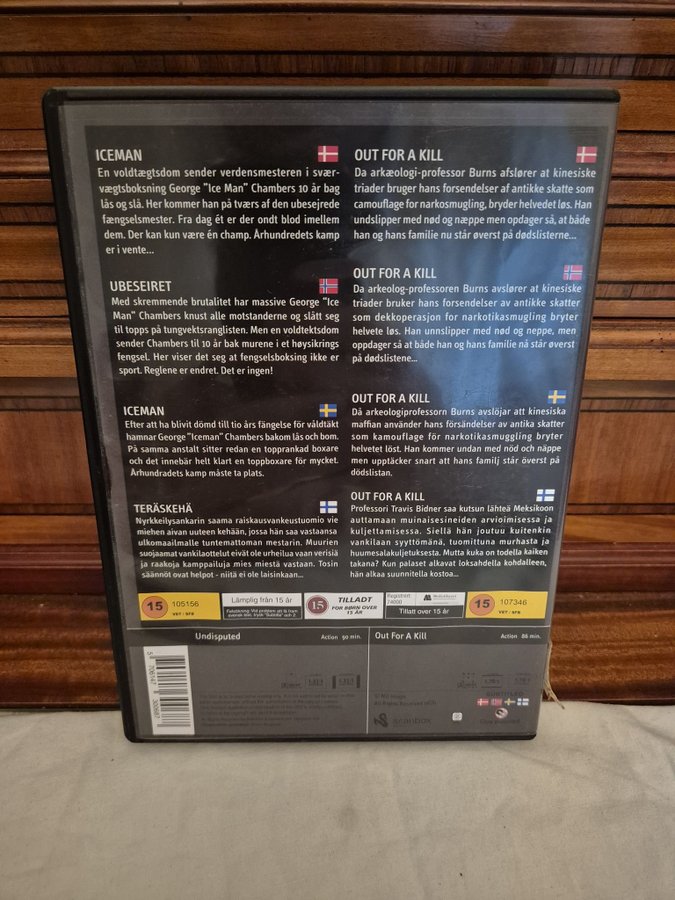 ICEMAN
En voldtægtsdom sender verdensmesteren i svær-
vægtsboksning George "Ice Man" Chambers 10 år bag
lås og slå. Her kommer han på tværs af den ubesejrede
fængselsmester. Fra dag ét er der ondt blod imellem
dem. Der kan kun være én champ. Århundredets kamp
er i vente...
UBESEIRET
Med skremmende brutalitet har massive George "Ice
Man" Chambers knust alle motstanderne og slått seg
til topps på tungvektsranglisten. Men en voldtektsdom
sender Chambers til 10 år bak murene i et høysikrings
fengsel. Her viser det seg at fengselsboksing ikke er
sport. Reglene er endret. Det er ingen!
ICEMAN
Efter att ha blivit dömd till tio års fängelse för våldtäkt
hamnar George "Iceman" Chambers bakom lås och bom.
På samma anstalt sitter redan en topprankad boxare
och det innebär helt klart en toppboxare för mycket.
Århundradets kamp måste ta plats.
TERÄSKEHÄ
Nyrkkeilysankarin saama raiskausvankeustuomio vie
miehen aivan uuteen kehään, jossa hän saa vastaansa
ulkomaailmalle tuntemattoman mestarin. Muurien
suojaamat vankilaottelut eivät ole urheilua vaan verisiä
ja raakoja kamppailuja mies miestä vastaan. Tosin
säännöt ovat helpot - niitä ei ole laisinkaan...
OUT FOR A KILL
Da arkæologi-professor Burns afslører at kinesiske
triader bruger hans forsendelser af antikke skatte som
camouflage for narkosmugling, bryder helvedet løs. Han
undslipper med nød og næppe men opdager så, at både
han og hans familie nu står øverst på dødslisterne...
OUT FOR A KILL
Da arkeolog-professoren Burns avslører at kinesiske
triader bruker hans forsendelser av antikke skatter
som dekkoperasjon for narkotikasmugling bryter
helvete løs. Han unnslipper med nød og neppe, men
oppdager så at både han og hans familie nå står øverst
på dødslistene...
OUT FOR A KILL
Då arkeologiprofessorn Burns avslöjar att kinesiska
maffian använder hans försändelser av antika skatter
som kamouflage för narkotikasmuggling bryter
helvetet löst. Han kommer undan med nöd och näppe
men upptäcker snart att hans familj står överst på
dödslistan.
OUT FOR A KILL
Professori Travis Bidner saa kutsun lähteä Meksikoon
auttamaan muinaisesineiden arvioimisessa ja
kuljettamisessa. Siellä hän joutuu kuitenkin
vankilaan syyttömänä, tuomittuna murhasta ja
huumesalakuljetuksesta. Mutta kuka on todella kaiken
takana? Kun palaset alkavat loksahdella kohdalleen,
hän alkaa suunnitella kostoa...
15 105156
VET / SFB
Lämplig från 15 år
15 TILLADT
FOR BØRN OVER
15 ÅR
Registrert
74000
Tillatt over 15 år
15 107346
VET / SFB
Undisputed Action 90 min.
Out For A Kill Action 86 min.
SUBTITLES
scanbox